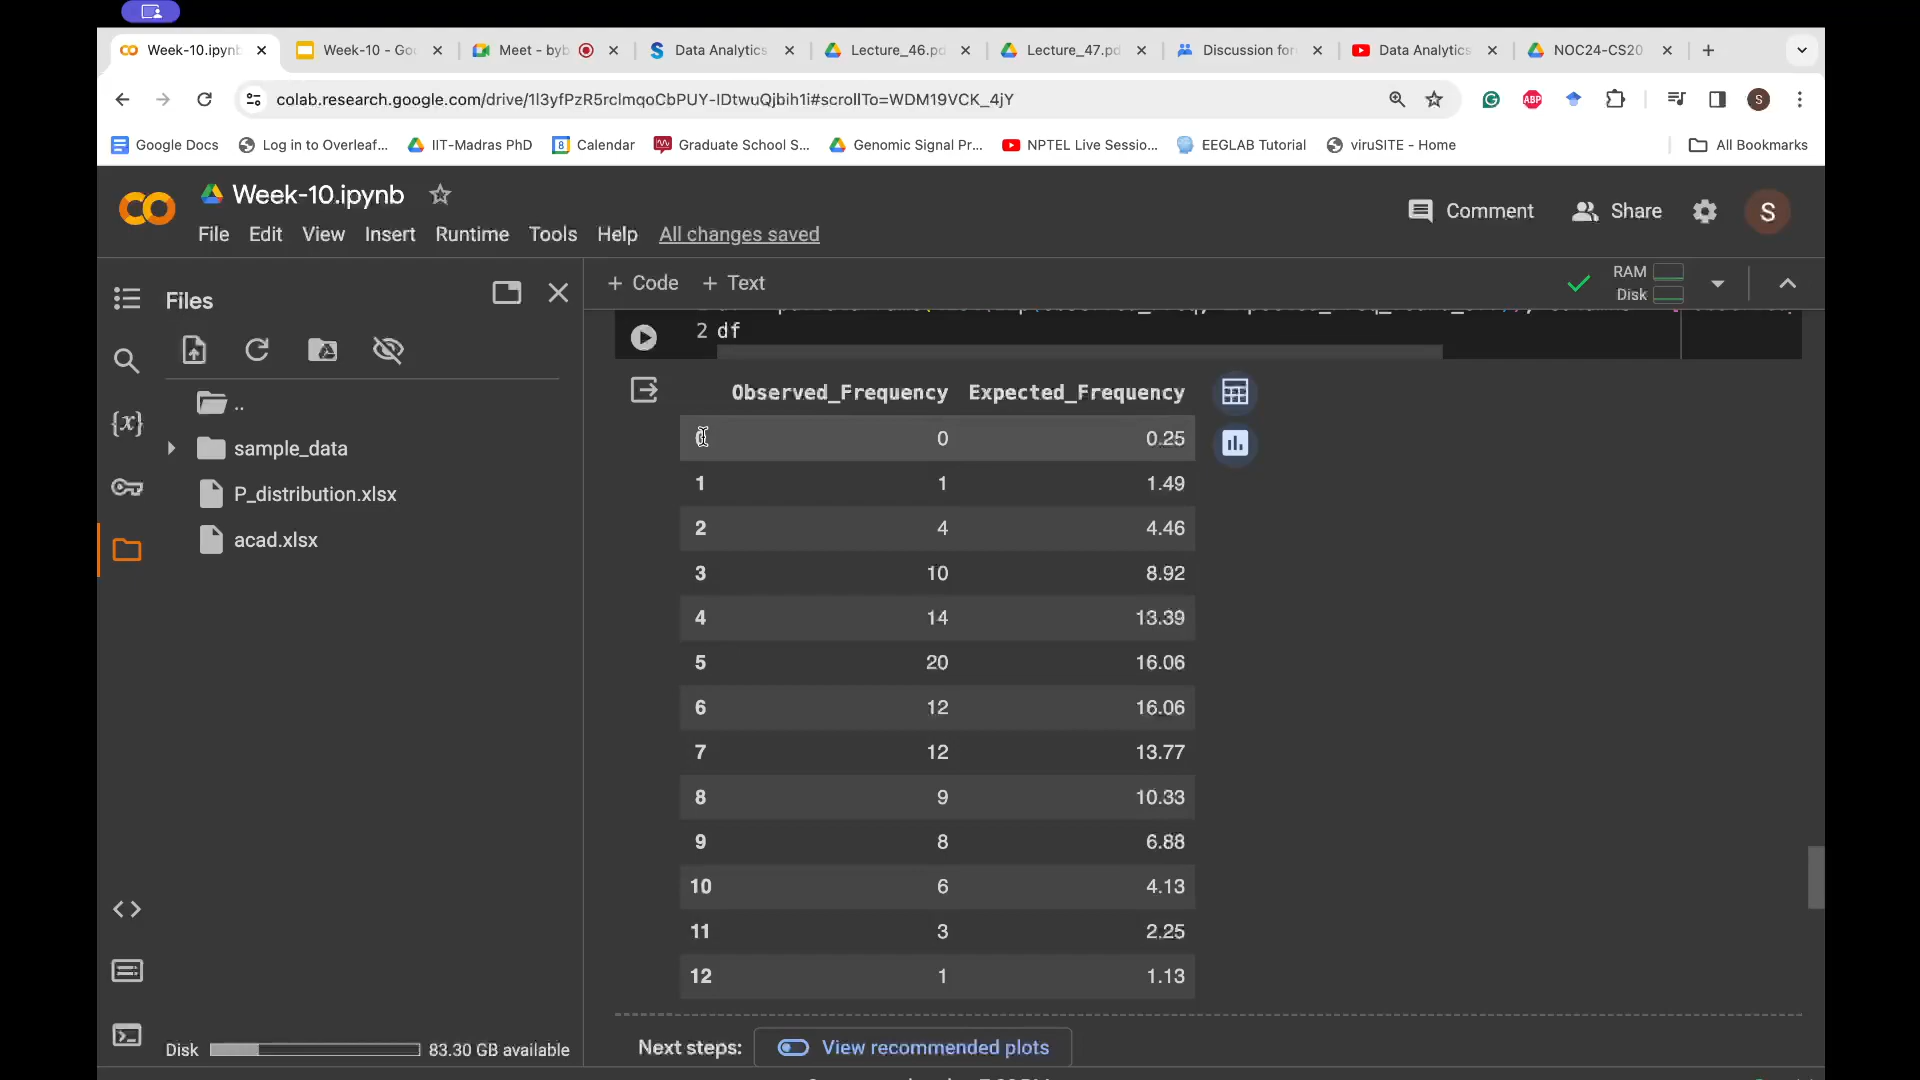 Week-10.ipynb
Week-10 - Goo
Meet - byb
Data Analytics
Lecture_46.pd
Lecture_47.pd
Discussion for
Data Analytics
NOC24-CS20
colab.research.google.com/drive/1l3yfPzR5rclmqoCbPUY-IDtwuQjbih1i#scrollTo=WDM19VCK_4jY
ABP
S
Google Docs
Log in to Overleaf...
IIT-Madras PhD
8 Calendar
Graduate School S...
Genomic Signal Pr...
NPTEL Live Sessio...
EEGLAB Tutorial
viruSITE - Home
All Bookmarks
Week-10.ipynb
Comment
Share
S
File Edit View Insert Runtime Tools Help All changes saved
Files
+ Code + Text
RAM
Disk
..
sample_data
P_distribution.xlsx
acad.xlsx
{x}
2 df
Observed_Frequency Expected_Frequency
0 0 0.25
1 1 1.49
2 4 4.46
3 10 8.92
4 14 13.39
5 20 16.06
6 12 16.06
7 12 13.77
8 9 10.33
9 8 6.88
10 6 4.13
11 3 2.25
12 1 1.13
Next steps: View recommended plots
Disk 83.30 GB available